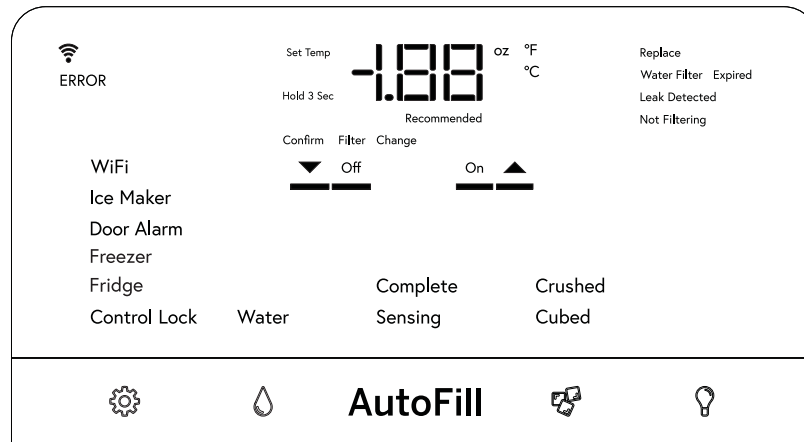 Set Temp
-1.88 oz °F
Replace
ERROR
°C
Water Filter Expired
Hold 3 Sec
Leak Detected
Recommended
Not Filtering
Confirm Filter Change
WiFi
Off
On
Ice Maker
Door Alarm
Freezer
Fridge
Complete
Crushed
Control Lock
Water
Sensing
Cubed
AutoFill